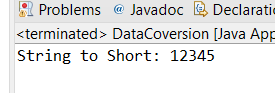 Problems @ Javadoc Declaratio
<terminated> DataCoversion [Java App
String to Short: 12345